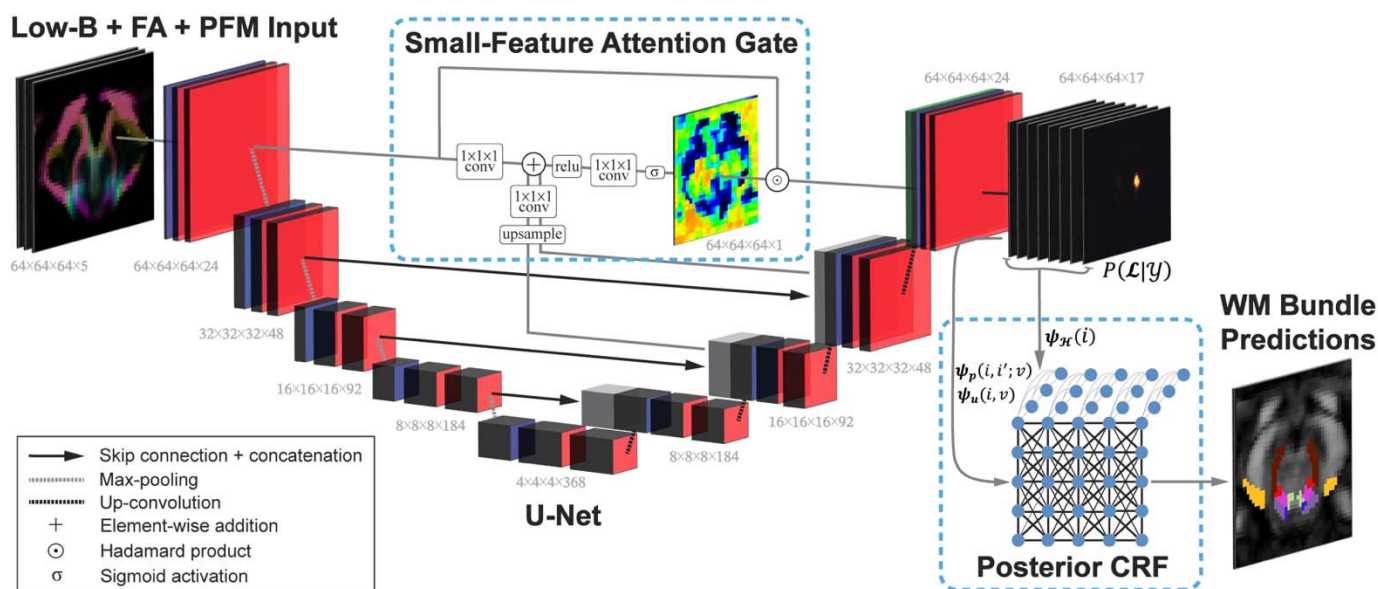 Low-B + FA + PFM Input
Small-Feature Attention Gate
64×64×64×24
64×64×64×17
1×1×1
conv
+
relu
1×1×1
conv
σ
1×1×1
conv
upsample
64×64×64×1
64×64×64×5
64×64×64×24
P(𝓛|𝒴)
32×32×32×48
32×32×32×48
WM Bundle
Predictions
ψ_ℋ(i)
ψ_p(i, i′; v)
ψ_u(i, v)
16×16×16×92
16×16×16×92
8×8×8×184
8×8×8×184
4×4×4×368
U-Net
Posterior CRF
Skip connection + concatenation
Max-pooling
Up-convolution
+ Element-wise addition
⊙ Hadamard product
σ Sigmoid activation